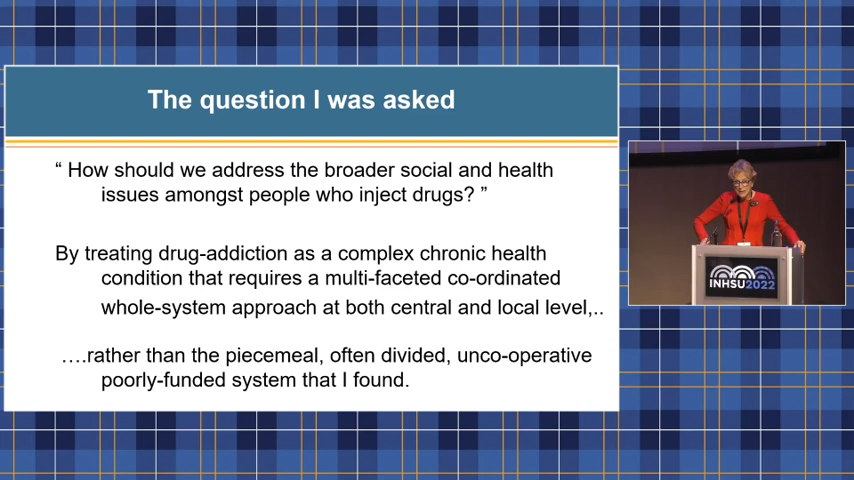 The question I was asked
“ How should we address the broader social and health
issues amongst people who inject drugs? ”
By treating drug-addiction as a complex chronic health
condition that requires a multi-faceted co-ordinated
whole-system approach at both central and local level,..
….rather than the piecemeal, often divided, unco-operative
poorly-funded system that I found.
INHSU2022